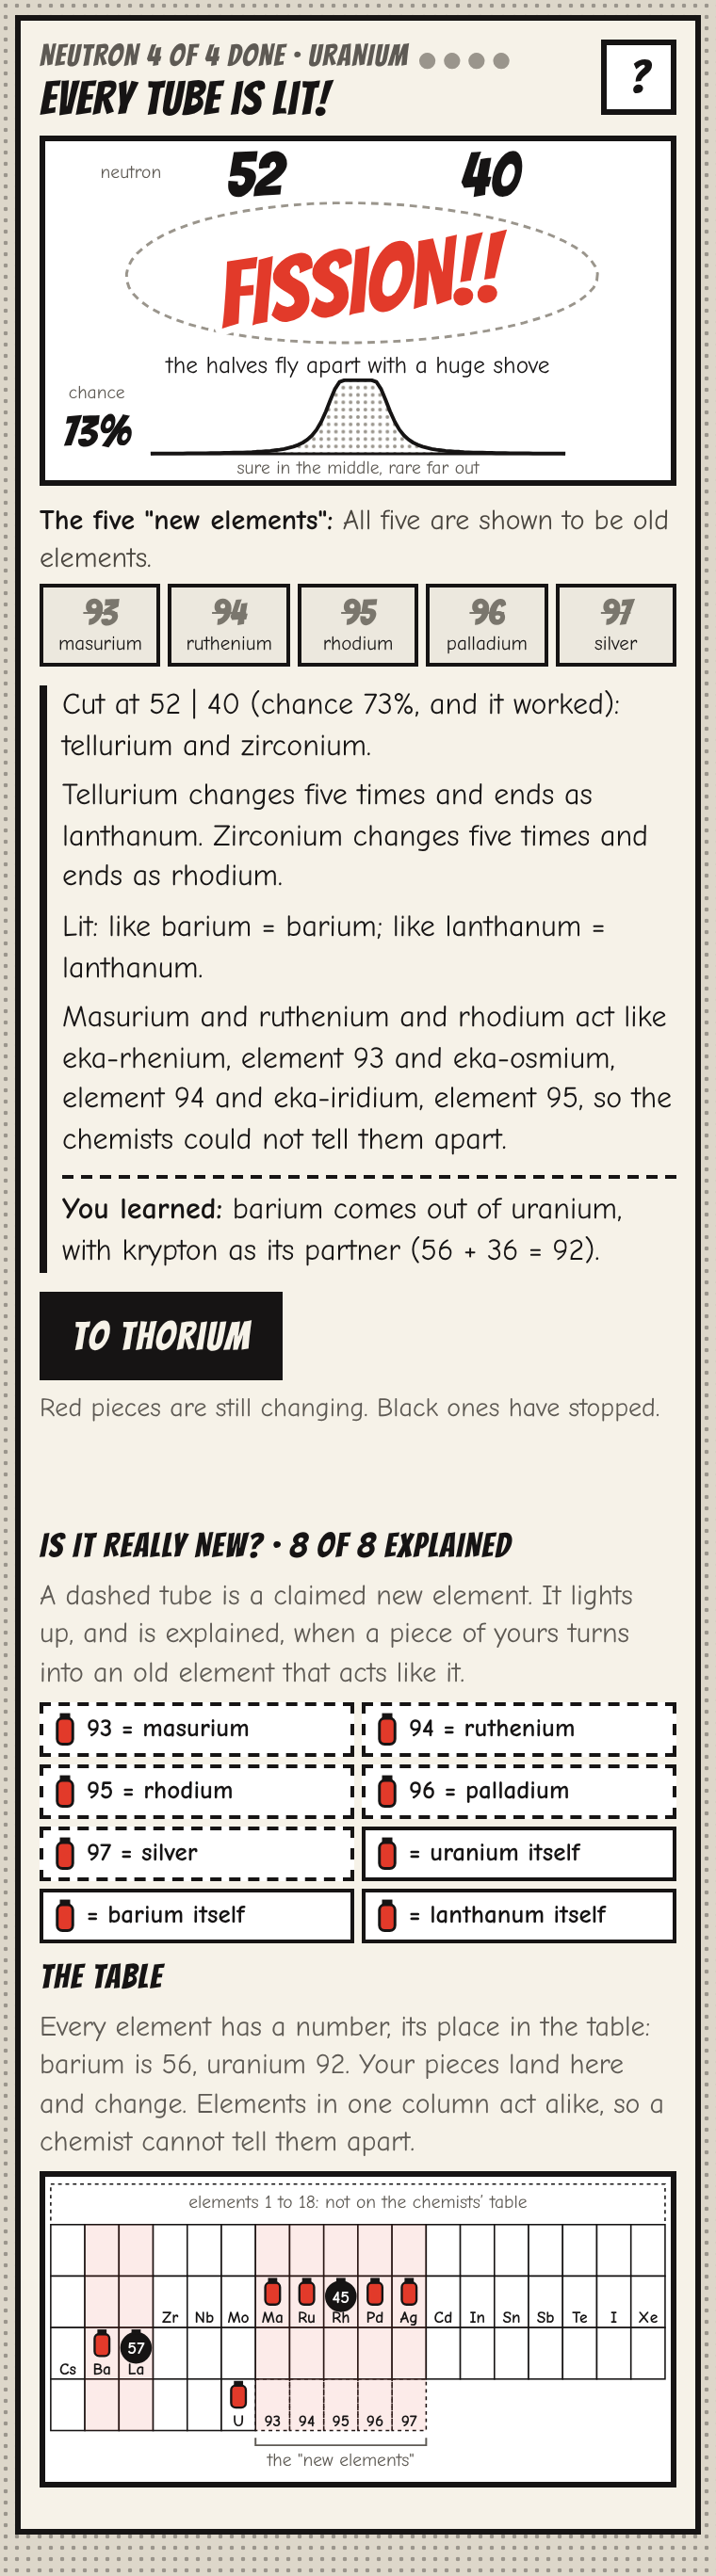 NEUTRON 4 OF 4 DONE · URANIUM
EVERY TUBE IS LIT!
?
neutron
52
40
FISSION!!
the halves fly apart with a huge shove
chance
73%
sure in the middle, rare far out
The five "new elements": All five are shown to be old
elements.
93
masurium
94
ruthenium
95
rhodium
96
palladium
97
silver
Cut at 52 | 40 (chance 73%, and it worked):
tellurium and zirconium.
Tellurium changes five times and ends as
lanthanum. Zirconium changes five times and
ends as rhodium.
Lit: like barium = barium; like lanthanum =
lanthanum.
Masurium and ruthenium and rhodium act like
eka-rhenium, element 93 and eka-osmium,
element 94 and eka-iridium, element 95, so the
chemists could not tell them apart.
You learned: barium comes out of uranium,
with krypton as its partner (56 + 36 = 92).
TO THORIUM
Red pieces are still changing. Black ones have stopped.
IS IT REALLY NEW? · 8 OF 8 EXPLAINED
A dashed tube is a claimed new element. It lights
up, and is explained, when a piece of yours turns
into an old element that acts like it.
93 = masurium
94 = ruthenium
95 = rhodium
96 = palladium
97 = silver
= uranium itself
= barium itself
= lanthanum itself
THE TABLE
Every element has a number, its place in the table:
barium is 56, uranium 92. Your pieces land here
and change. Elements in one column act alike, so a
chemist cannot tell them apart.
elements 1 to 18: not on the chemists' table
45
Zr Nb Mo Ma Ru Rh Pd Ag Cd In Sn Sb Te I Xe
57
Cs Ba La
U 93 94 95 96 97
the "new elements"